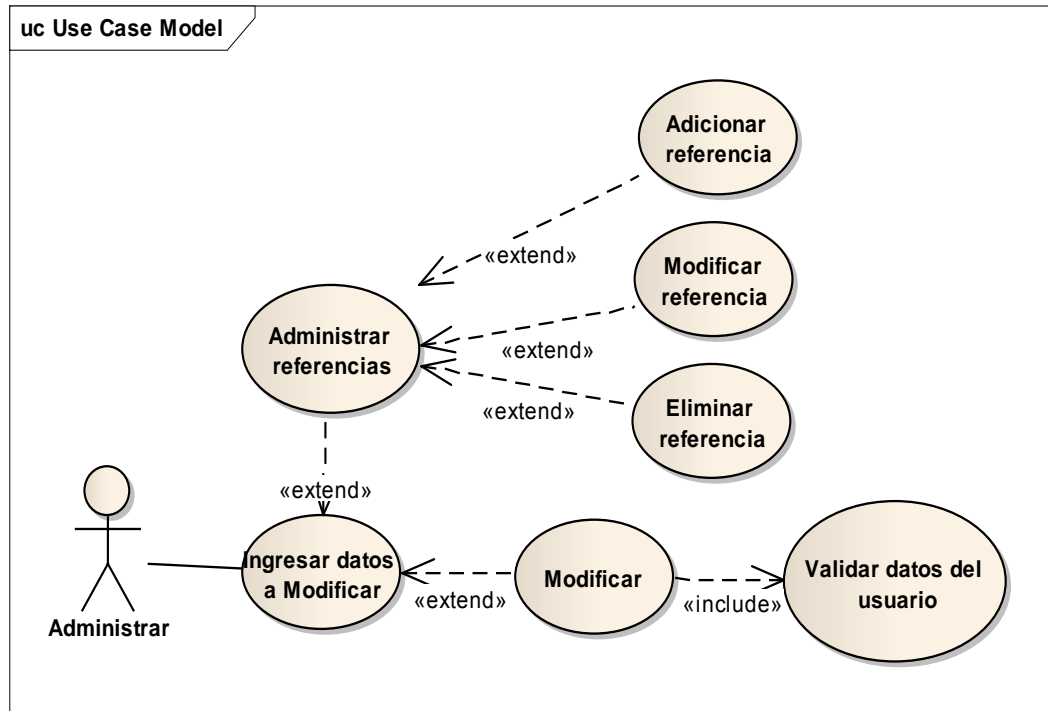 uc Use Case Model
Adicionar
referencia
«extend»
Modificar
referencia
Administrar
referencias
«extend»
«extend»
Eliminar
referencia
«extend»
Ingresar datos
a Modificar
«extend»
Modificar
«include»
Validar datos del
usuario
Administrar